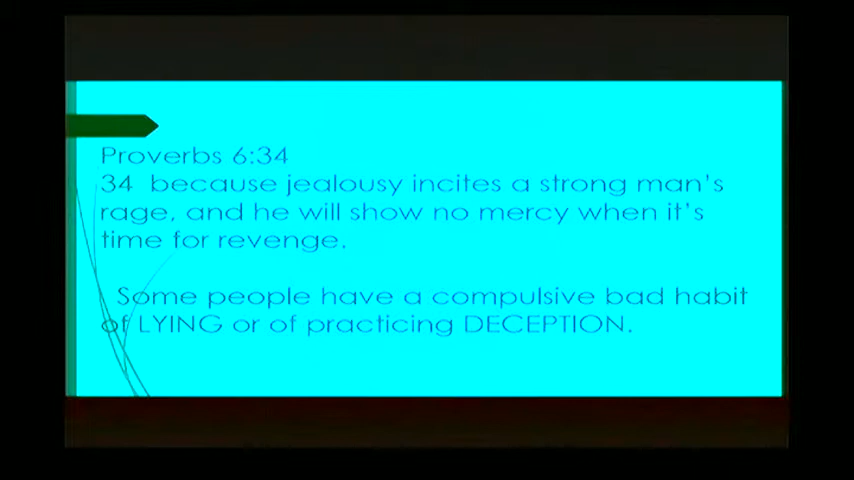 Proverbs 6:34
34 because jealousy incites a strong man's
rage, and he will show no mercy when it's
time for revenge.
Some people have a compulsive bad habit
of LYING or of practicing DECEPTION.